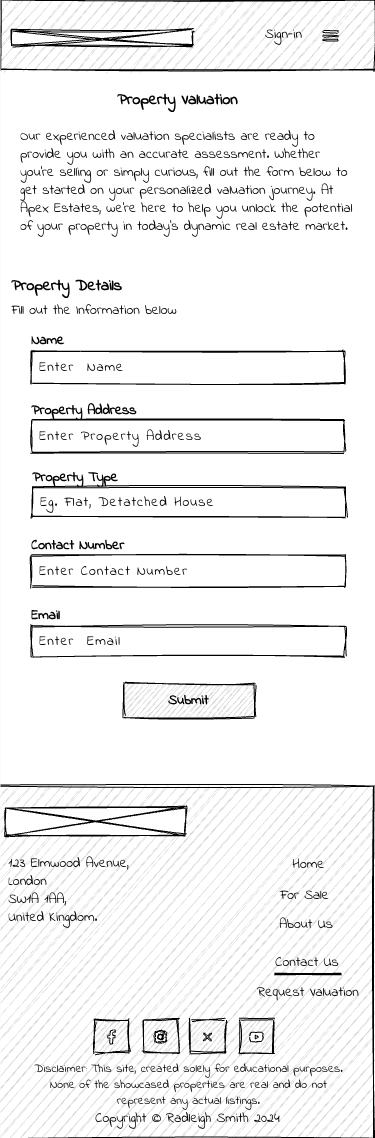 Sign-in
Property Valuation
Our experienced valuation specialists are ready to
provide you with an accurate assessment. Whether
you're selling or simply curious, fill out the form below to
get started on your personalized valuation journey. At
Apex Estates, we're here to help you unlock the potential
of your property in today's dynamic real estate market.
Property Details
Fill out the Information below
Name
Enter Name
Property Address
Enter Property Address
Property Type
Eg. Flat, Detatched House
Contact Number
Enter Contact Number
Email
Enter Email
Submit
123 Elmwood Avenue,
London
SW1A 1AA,
United Kingdom.
Home
For Sale
About Us
Contact Us
Request Valuation
Disclaimer: This site, created solely for educational purposes.
None of the showcased properties are real and do not
represent any actual listings.
Copyright © Radleigh Smith 2024